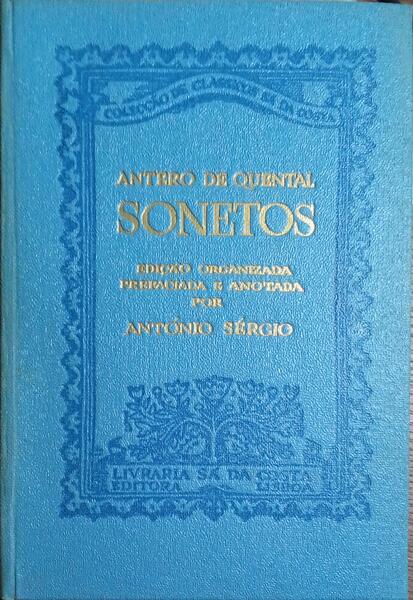 COLECÇÃO DE CLÁSSICOS SÁ DA COSTA
ANTERO DE QUENTAL
SONETOS
EDIÇÃO ORGANIZADA
PREFACIADA E ANOTADA
POR
ANTÓNIO SÉRGIO
LIVRARIA SÁ DA COSTA
EDITORA LISBOA